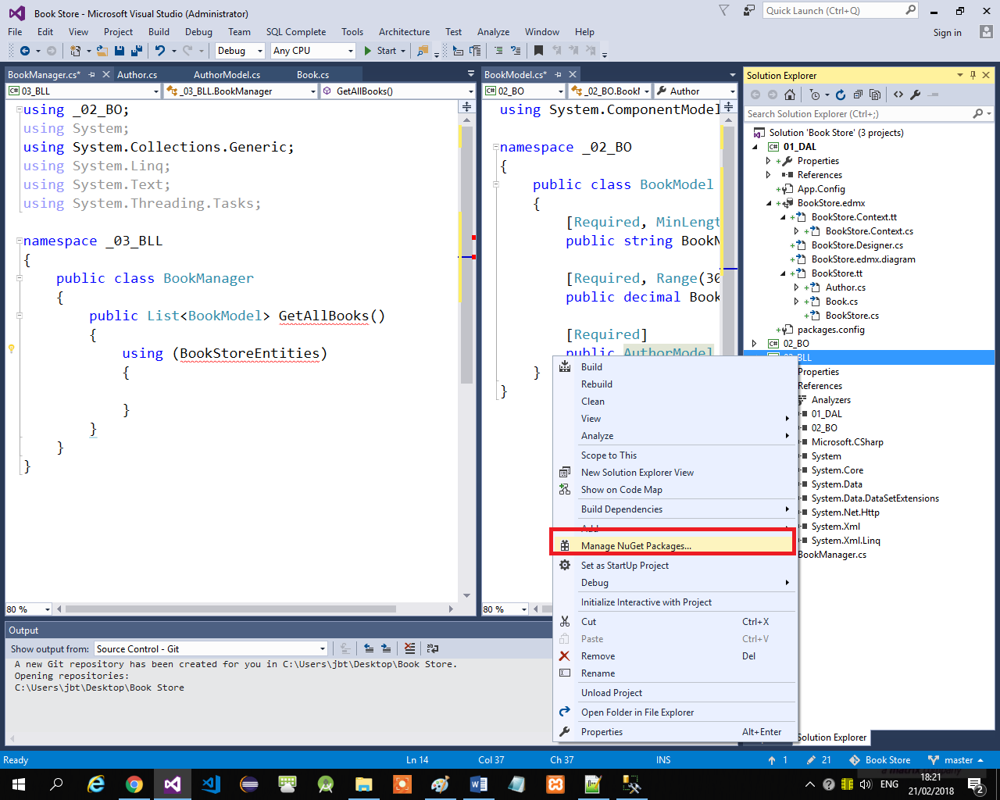 Book Store - Microsoft Visual Studio (Administrator)
Quick Launch (Ctrl+Q)
File Edit View Project Build Debug Team SQL Complete Tools Architecture Test Analyze Window Help
Sign in
Debug Any CPU Start
BookManager.cs* Author.cs AuthorModel.cs Book.cs
03_BLL _03_BLL.BookManager GetAllBooks()
using _02_BO;
using System;
using System.Collections.Generic;
using System.Linq;
using System.Text;
using System.Threading.Tasks;
namespace _03_BLL
{
public class BookManager
{
public List<BookModel> GetAllBooks()
{
using (BookStoreEntities)
{
}
}
}
}
80 %
BookModel.cs*
02_BO _02_BO.BookM Author
using System.ComponentModel
namespace _02_BO
{
public class BookModel
{
[Required, MinLengt
public string BookN
[Required, Range(30
public decimal Book
[Required]
public AuthorModel
}
}
80 %
Solution Explorer
Search Solution Explorer (Ctrl+;)
Solution 'Book Store' (3 projects)
01_DAL
Properties
References
App.Config
BookStore.edmx
BookStore.Context.tt
BookStore.Context.cs
BookStore.Designer.cs
BookStore.edmx.diagram
BookStore.tt
Author.cs
Book.cs
BookStore.cs
packages.config
02_BO
03_BLL
Properties
References
Analyzers
01_DAL
02_BO
Microsoft.CSharp
System
System.Core
System.Data
System.Data.DataSetExtensions
System.Net.Http
System.Xml
System.Xml.Linq
BookManager.cs
Solution Explorer
Build
Rebuild
Clean
View
Analyze
Scope to This
New Solution Explorer View
Show on Code Map
Build Dependencies
Add
Manage NuGet Packages...
Set as StartUp Project
Debug
Initialize Interactive with Project
Cut Ctrl+X
Paste Ctrl+V
Remove Del
Rename
Unload Project
Open Folder in File Explorer
Properties Alt+Enter
Output
Show output from: Source Control - Git
A new Git repository has been created for you in C:\Users\jbt\Desktop\Book Store.
Opening repositories:
C:\Users\jbt\Desktop\Book Store
Ready Ln 14 Col 37 Ch 37 INS 1 21 Book Store master
a matrix company
ENG 18:21
21/02/2018
2